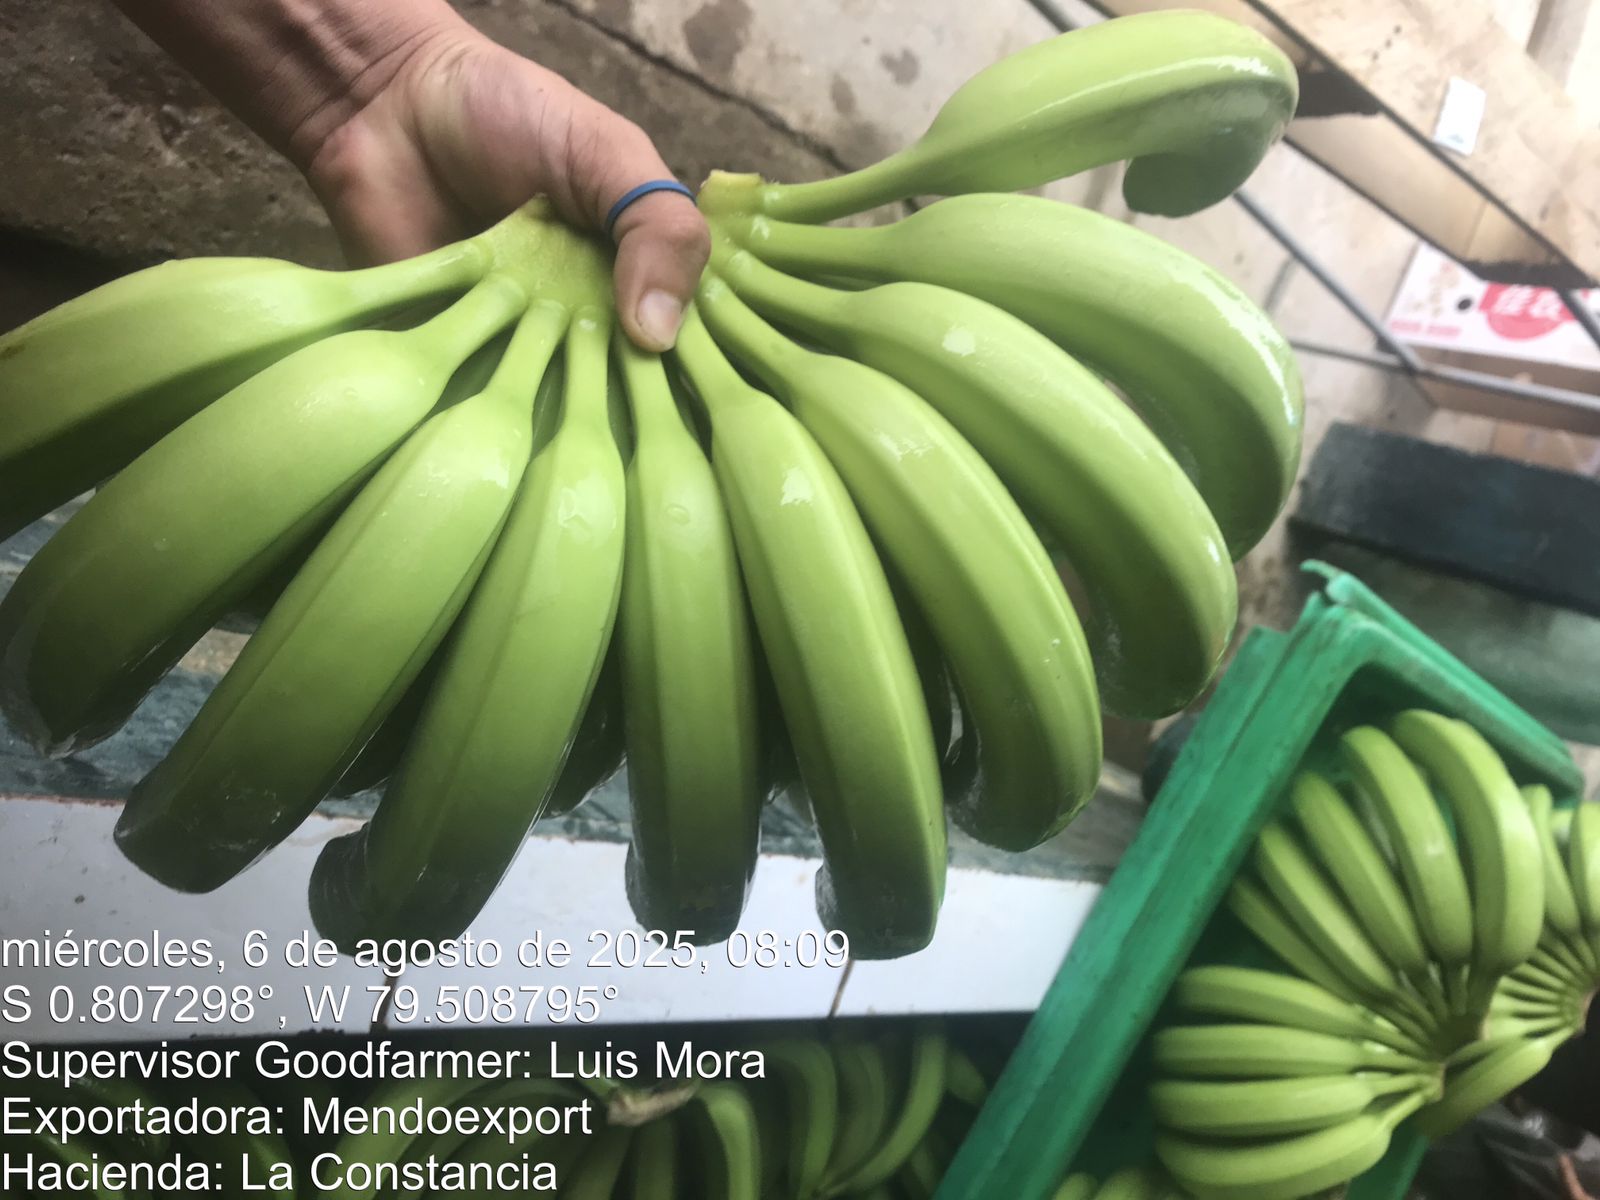 miércoles, 6 de agosto de 2025, 08:09
S 0.807298°, W 79.508795°
Supervisor Goodfarmer: Luis Mora
Exportadora: Mendoexport
Hacienda: La Constancia